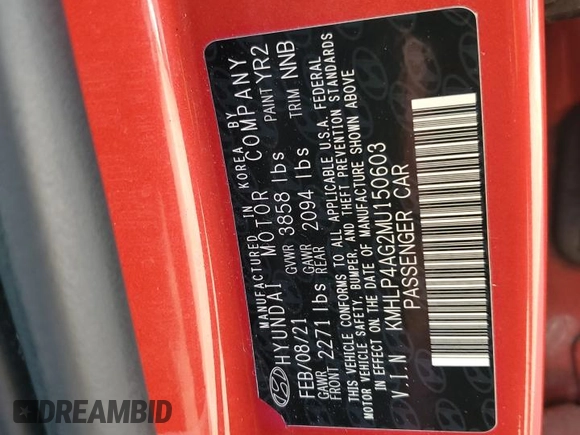 MANUFACTURED IN KOREA BY
HYUNDAI MOTOR COMPANY
FEB/08/21 GVWR 3858 lbs PAINT YR2
GAWR FRONT 2271 lbs GAWR REAR 2094 lbs TRIM NNB
THIS VEHICLE CONFORMS TO ALL APPLICABLE U.S.A. FEDERAL
MOTOR VEHICLE SAFETY, BUMPER, AND THEFT PREVENTION STANDARDS
IN EFFECT ON THE DATE OF MANUFACTURE SHOWN ABOVE
V.I.N KMHLP4AG2MU150603
PASSENGER CAR
DREAMBID